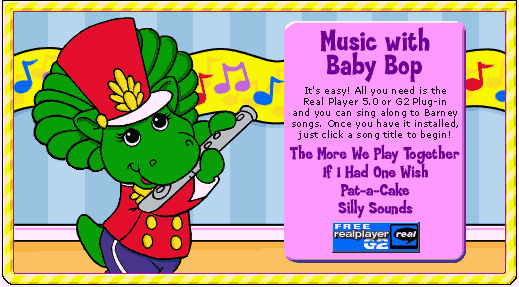 Music with
Baby Bop
It's easy! All you need is the
Real Player 5.0 or G2 Plug-in
and you can sing along to Barney
songs. Once you have it installed,
just click a song title to begin!
The More We Play Together
If I Had One Wish
Pat-a-Cake
Silly Sounds
FREE
realplayer
G2
real